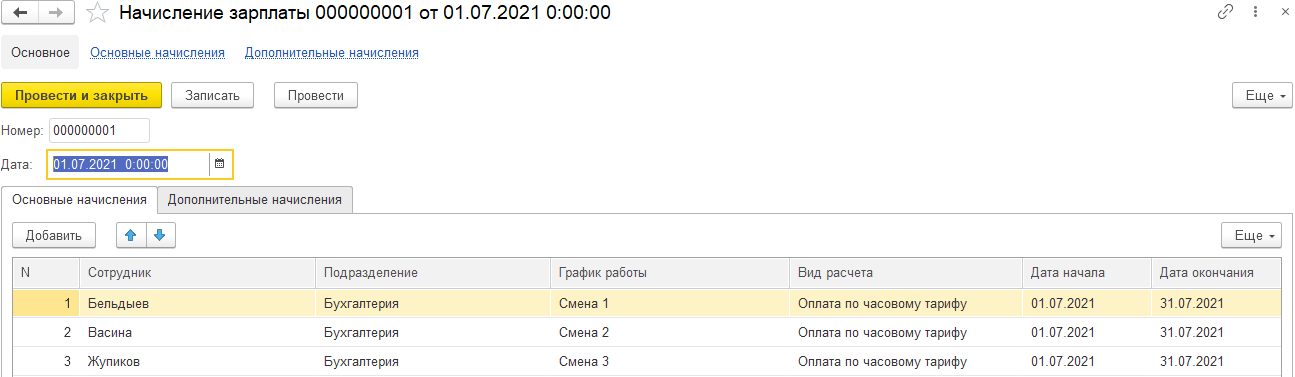 Начисление зарплаты 000000001 от 01.07.2021 0:00:00
Основное Основные начисления Дополнительные начисления
Провести и закрыть Записать Провести Еще
Номер: 000000001
Дата: 01.07.2021 0:00:00
Основные начисления Дополнительные начисления
Добавить Еще
N Сотрудник Подразделение График работы Вид расчета Дата начала Дата окончания
1 Бельдыев Бухгалтерия Смена 1 Оплата по часовому тарифу 01.07.2021 31.07.2021
2 Васина Бухгалтерия Смена 2 Оплата по часовому тарифу 01.07.2021 31.07.2021
3 Жупиков Бухгалтерия Смена 3 Оплата по часовому тарифу 01.07.2021 31.07.2021